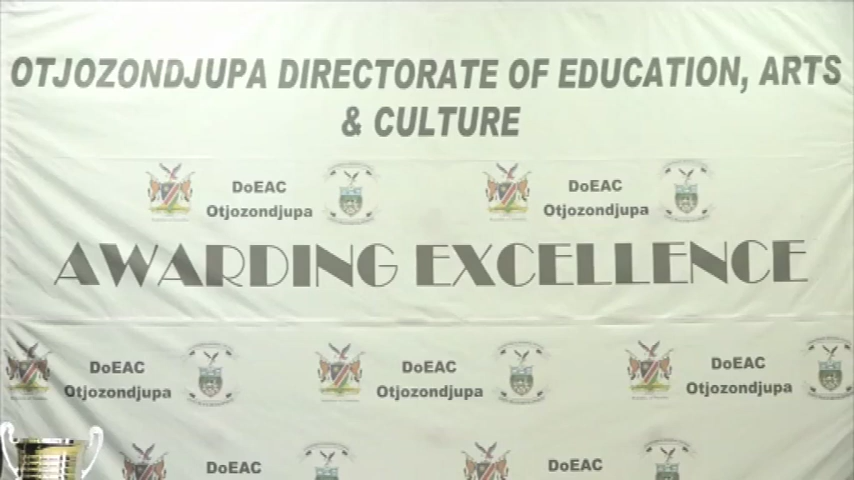 OTJOZONDJUPA DIRECTORATE OF EDUCATION, ARTS
& CULTURE
DoEAC
Otjozondjupa
DoEAC
Otjozondjupa
AWARDING EXCELLENCE
DoEAC
Otjozondjupa
DoEAC
Otjozondjupa
DoEAC
Otjozondjupa
DoEAC
DoEAC